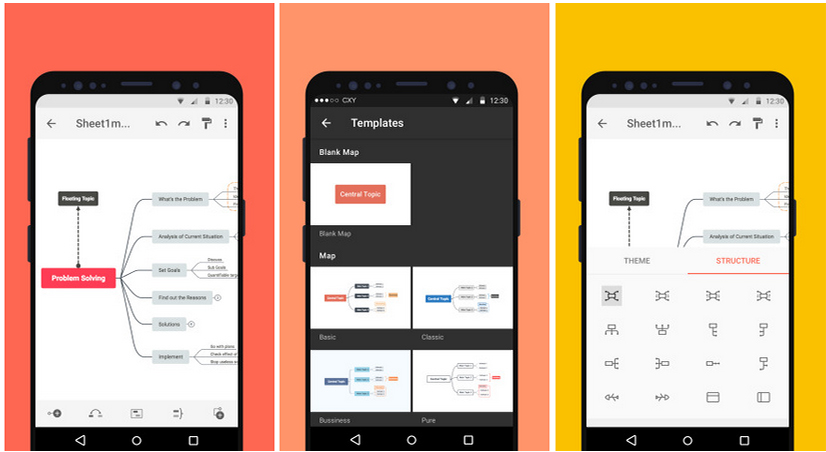 12:30
Sheet1m...
Floating Topic
What's the Problem
Analysis of Current Situation
Problem Solving
Set Goals
Discuss
Sub Goals
Quantifiable targ
Find out the Reasons
Solutions
Implement
Go with plans
Check effect of
Stop useless a
CXY
12:30
Templates
Blank Map
Central Topic
Blank Map
Map
Central Topic
Central Topic
Basic
Classic
Central Topic
Central Topic
Bussiness
Pure
12:30
Sheet1m...
Floating Topic
What's the Problem
Analysis of Current Situation
THEME
STRUCTURE